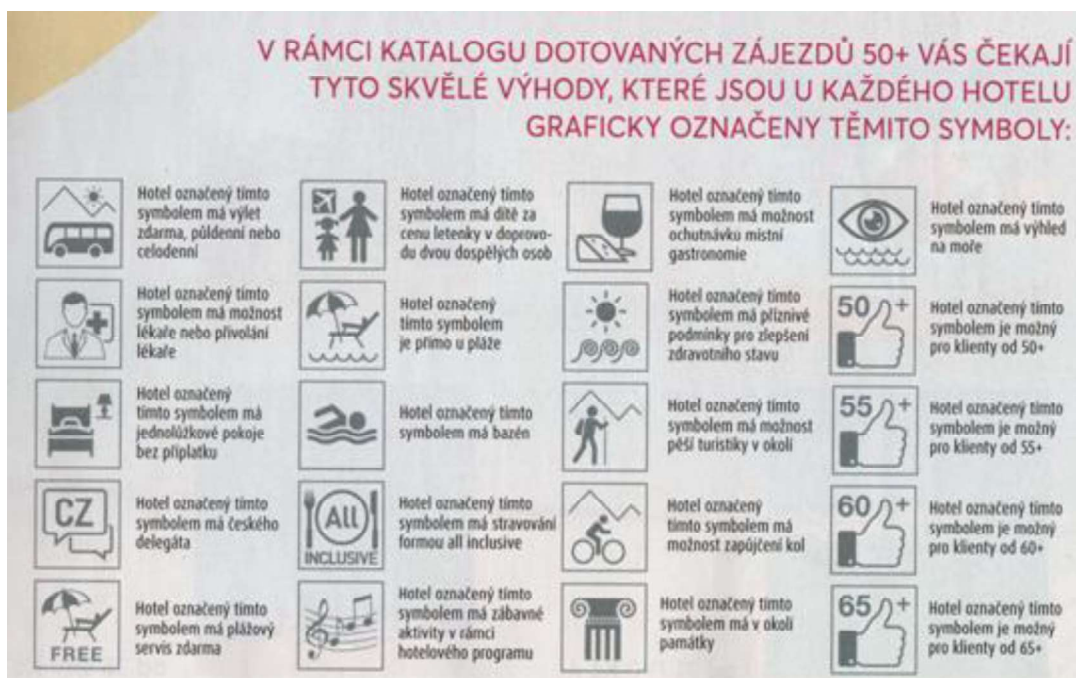 V RÁMCI KATALOGU DOTOVANÝCH ZÁJEZDŮ 50+ VÁS ČEKAJÍ
TYTO SKVĚLÉ VÝHODY, KTERÉ JSOU U KAŽDÉHO HOTELU
GRAFICKY OZNAČENY TĚMITO SYMBOLY:
Hotel označený tímto
symbolem má výlet
zdarma, půldenní nebo
celodenní
Hotel označený tímto
symbolem má možnost
lékaře nebo přivolání
lékaře
Hotel označený
tímto symbolem má
jednolůžkové pokoje
bez příplatku
CZ
Hotel označený tímto
symbolem má českého
delegáta
FREE
Hotel označený tímto
symbolem má plážový
servis zdarma
Hotel označený tímto
symbolem má dítě za
cenu letenky v doprovo-
du dvou dospělých osob
Hotel označený
tímto symbolem
je přímo u pláže
Hotel označený tímto
symbolem má bazén
All
INCLUSIVE
Hotel označený tímto
symbolem má stravování
formou all inclusive
Hotel označený tímto
symbolem má zábavné
aktivity v rámci
hotelového programu
Hotel označený tímto
symbolem má možnost
ochutnávku místní
gastronomie
Hotel označený tímto
symbolem má příznivé
podmínky pro zlepšení
zdravotního stavu
Hotel označený tímto
symbolem má možnost
pěší turistiky v okolí
Hotel označený
tímto symbolem má
možnost zapůjčení kol
Hotel označený tímto
symbolem má v okolí
památky
Hotel označený tímto
symbolem má výhled
na moře
50+
Hotel označený tímto
symbolem je možný
pro klienty od 50+
55+
Hotel označený tímto
symbolem je možný
pro klienty od 55+
60+
Hotel označený tímto
symbolem je možný
pro klienty od 60+
65+
Hotel označený tímto
symbolem je možný
pro klienty od 65+